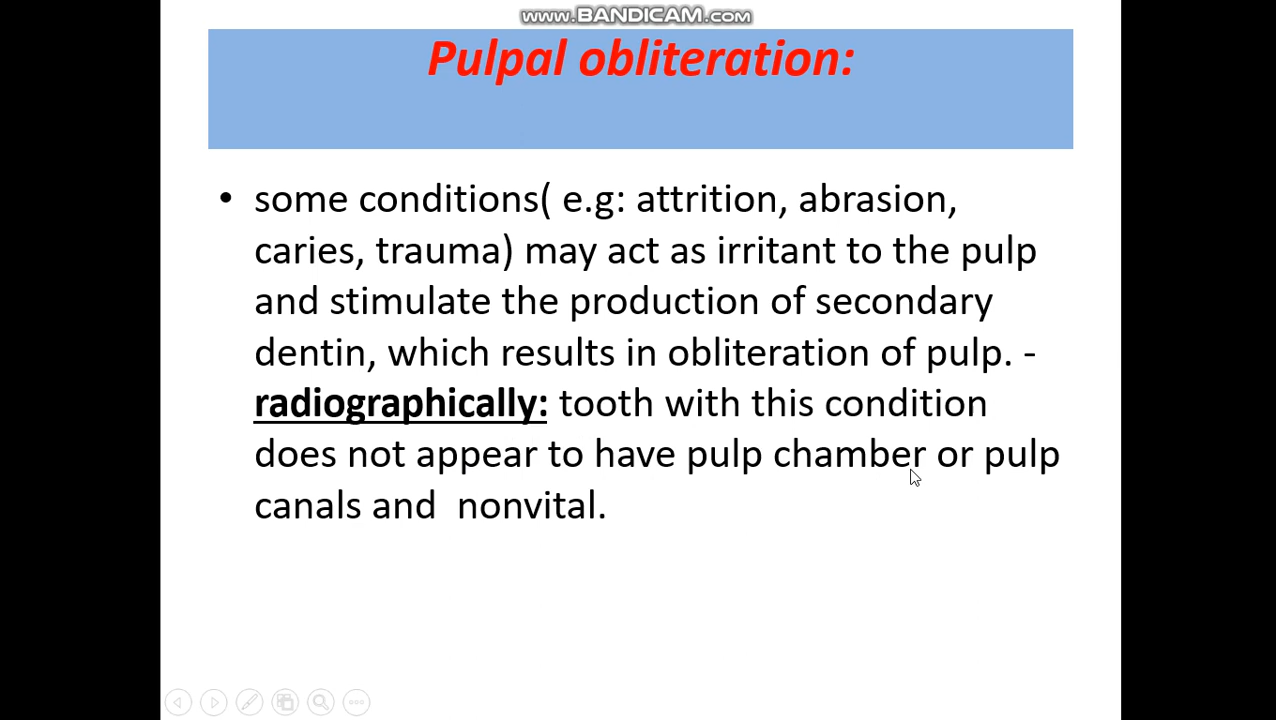 www.BANDICAM.com
Pulpal obliteration:
• some conditions( e.g: attrition, abrasion,
caries, trauma) may act as irritant to the pulp
and stimulate the production of secondary
dentin, which results in obliteration of pulp. -
radiographically: tooth with this condition
does not appear to have pulp chamber or pulp
canals and  nonvital.